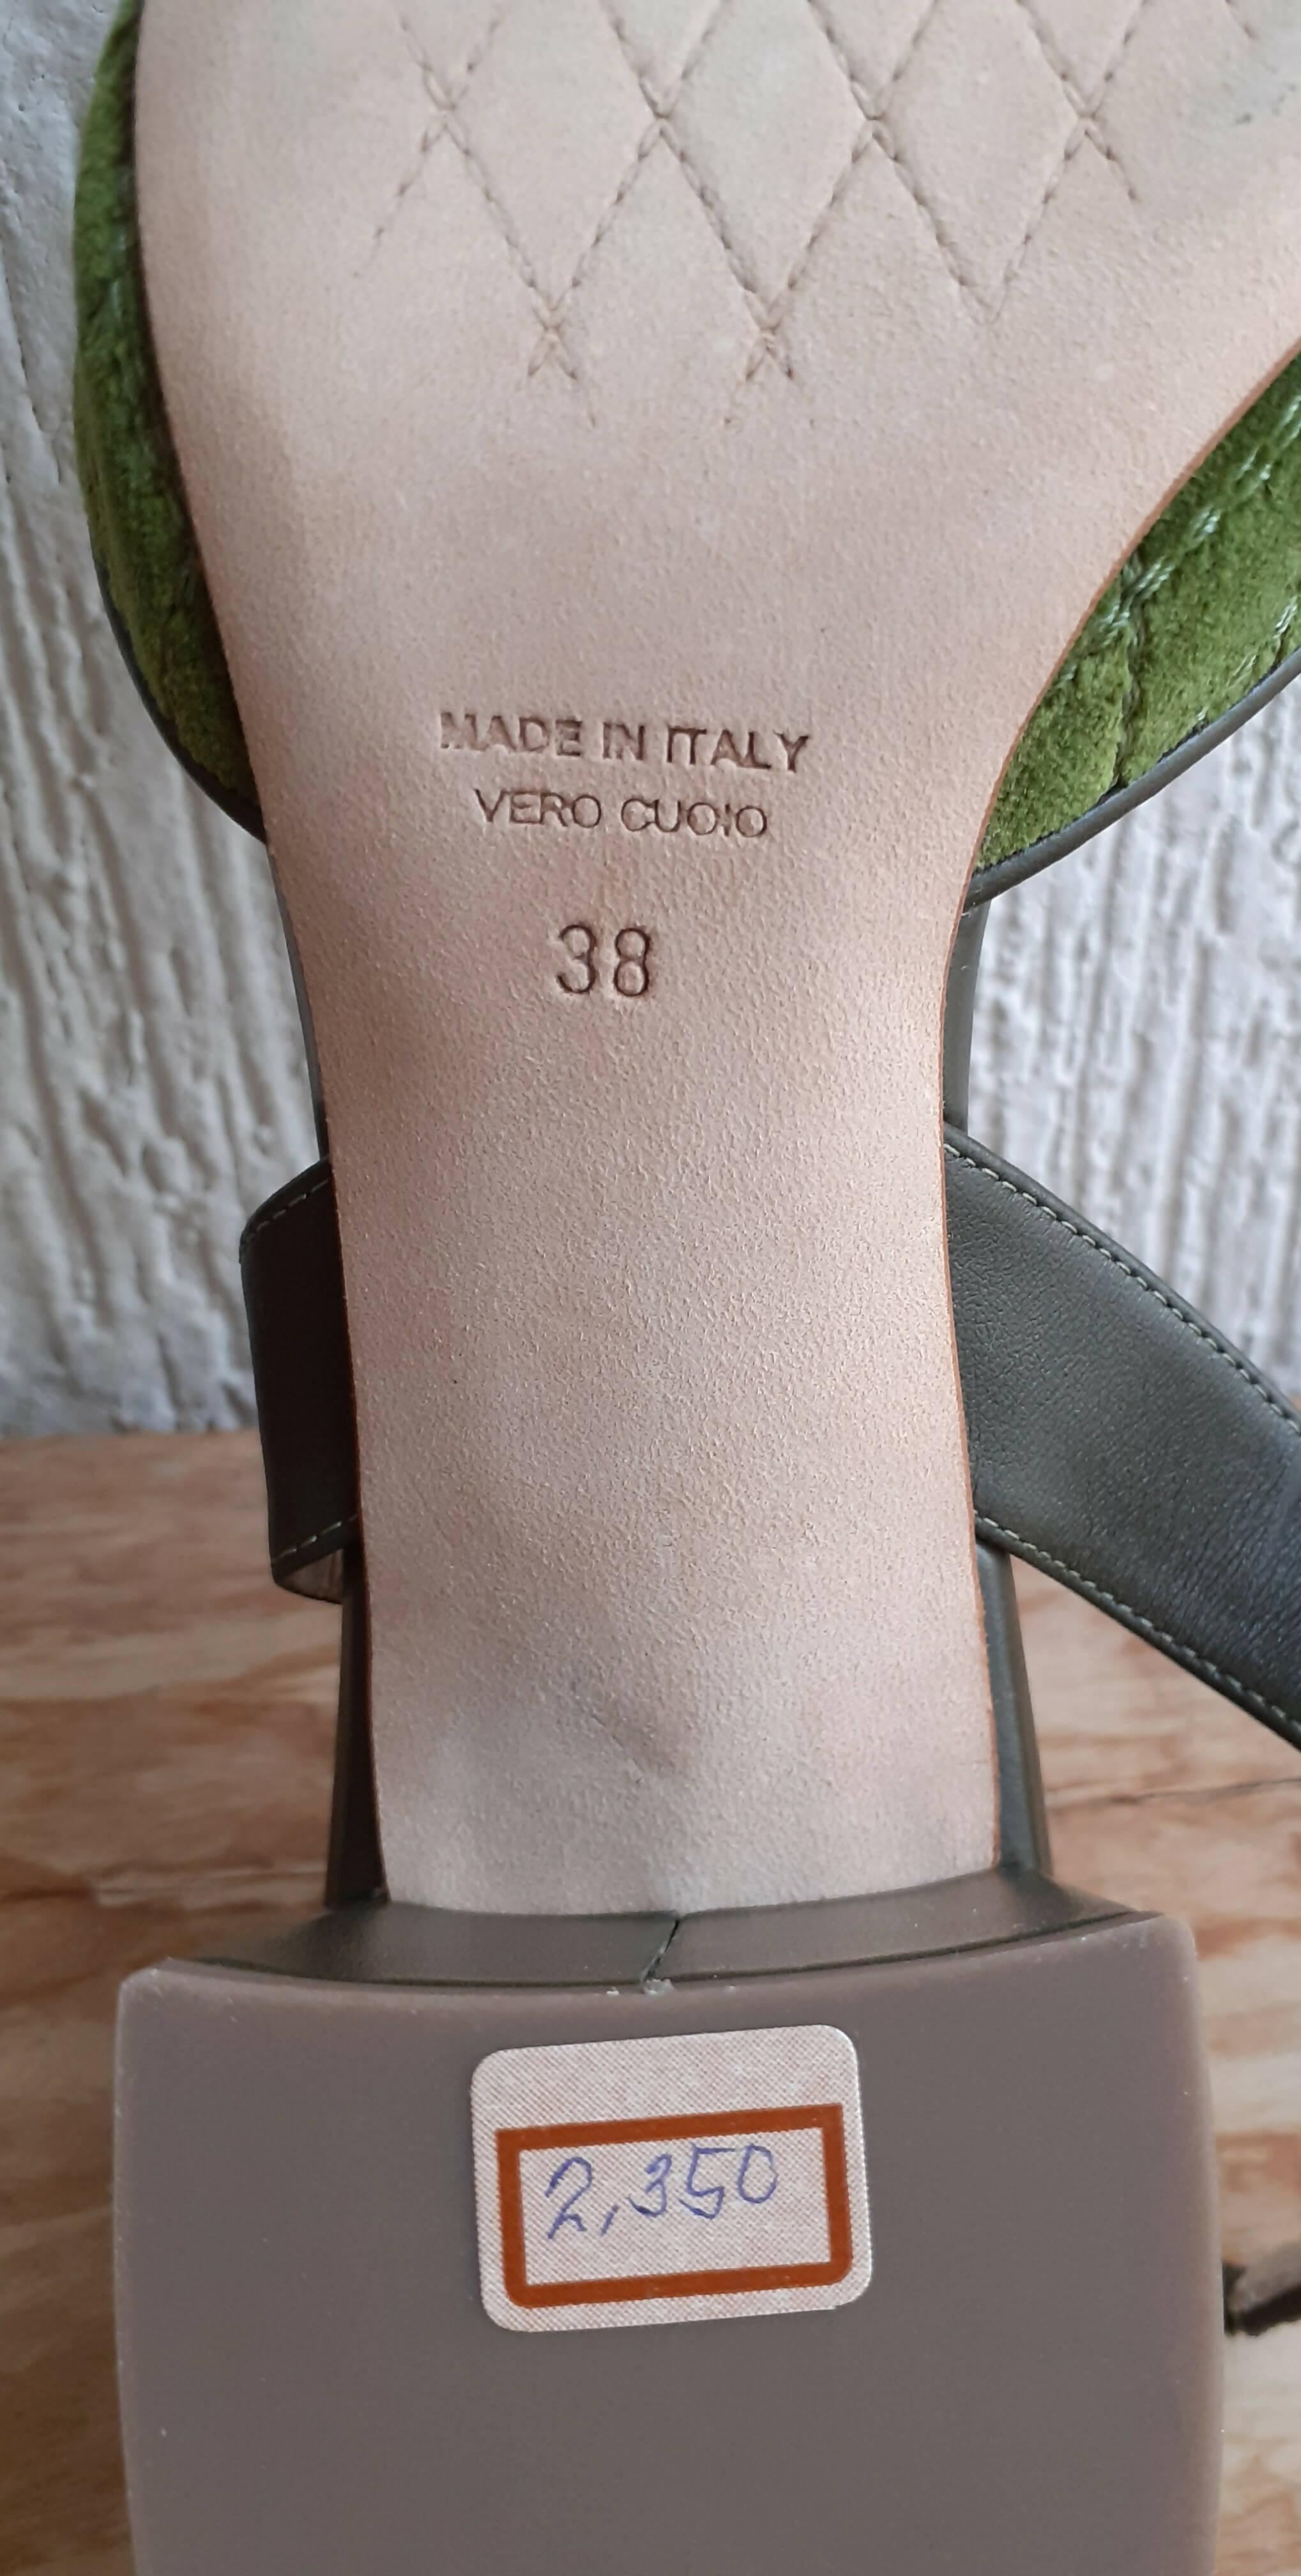 MADE IN ITALY
VERO CUOIO
38
2,350